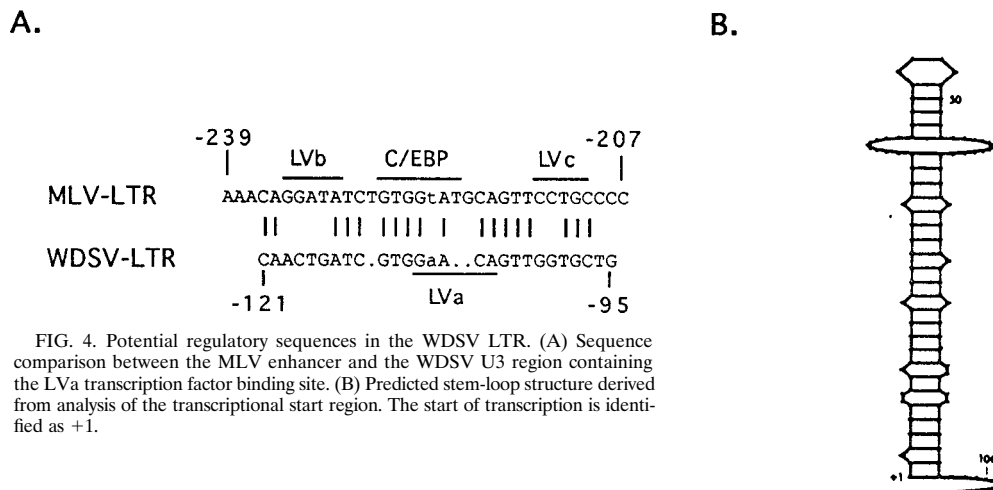 A.
B.
-239
-207
LVb C/EBP LVc
MLV-LTR AAACAGGATATCTGTGGtATGCAGTTCCTGCCCC
WDSV-LTR CAACTGATC.GTGGaA..CAGTTGGTGCTG
-121 LVa -95
FIG. 4. Potential regulatory sequences in the WDSV LTR. (A) Sequence
comparison between the MLV enhancer and the WDSV U3 region containing
the LVa transcription factor binding site. (B) Predicted stem-loop structure derived
from analysis of the transcriptional start region. The start of transcription is identi-
fied as +1.
50
+1